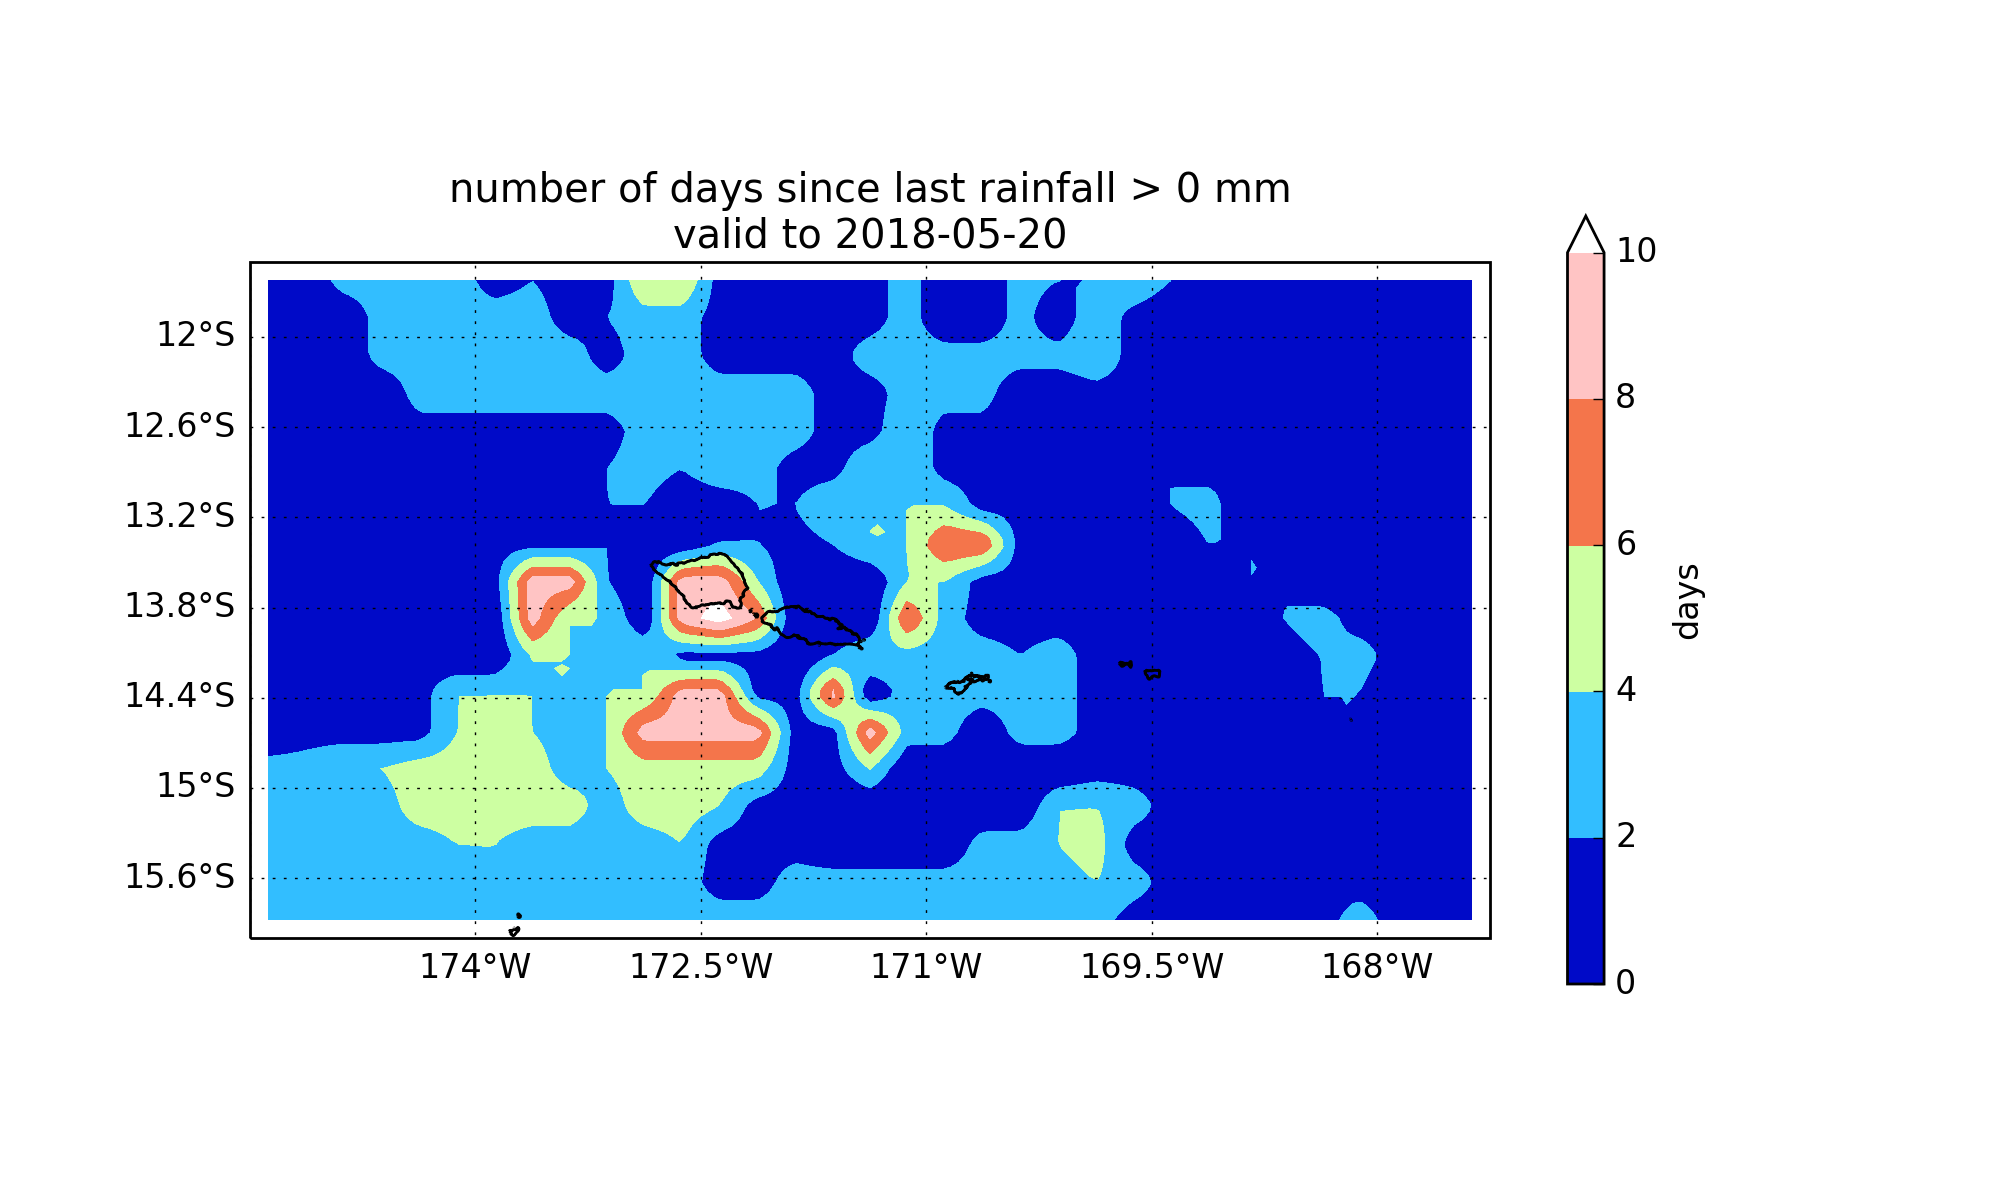 number of days since last rainfall > 0 mm
valid to 2018-05-20
12°S
12.6°S
13.2°S
13.8°S
14.4°S
15°S
15.6°S
174°W
172.5°W
171°W
169.5°W
168°W
10
8
6
4
2
0
days